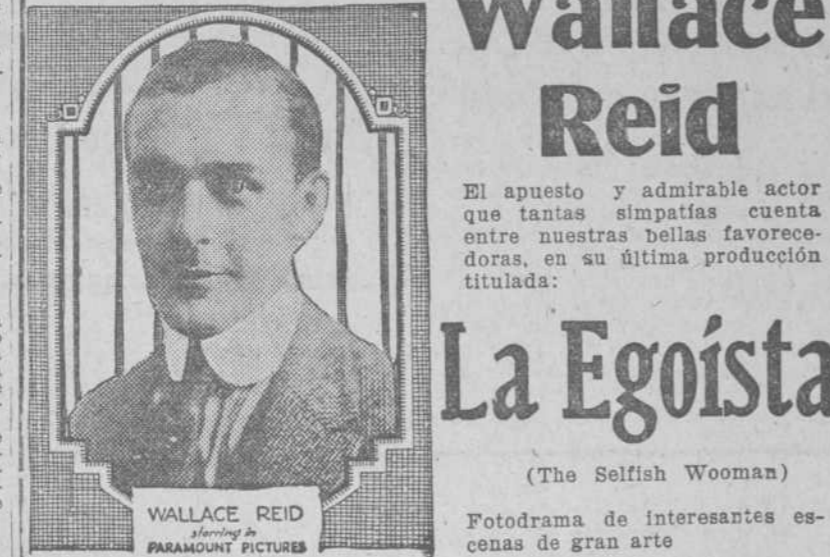 WALLACE REID
starring in
PARAMOUNT PICTURES
Wallace
Reid
El apuesto y admirable actor
que tantas simpatías cuenta
entre nuestras bellas favorece-
doras, en su última producción
titulada:
La Egoísta
(The Selfish Wooman)
Fotodrama de interesantes es-
cenas de gran arte